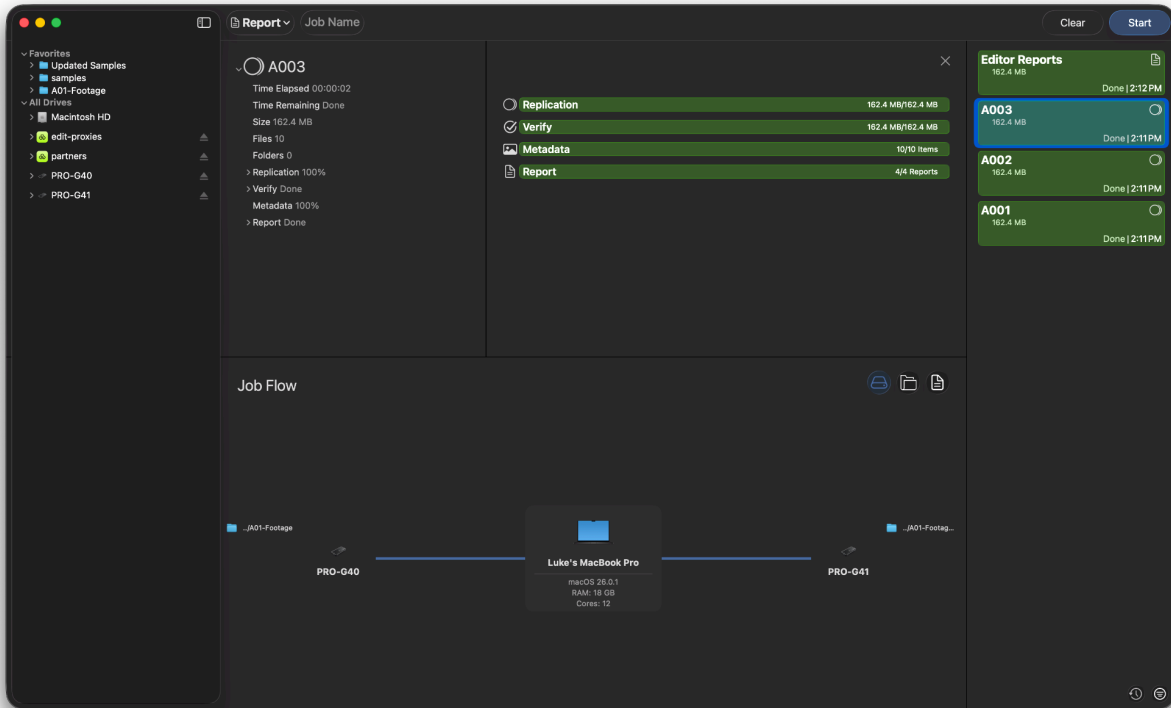 Report
Job Name
Clear
Start
Favorites
Updated Samples
samples
A01-Footage
All Drives
Macintosh HD
edit-proxies
partners
PRO-G40
PRO-G41
A003
Time Elapsed 00:00:02
Time Remaining Done
Size 162.4 MB
Files 10
Folders 0
Replication 100%
Verify Done
Metadata 100%
Report Done
Replication 162.4 MB/162.4 MB
Verify 162.4 MB/162.4 MB
Metadata 10/10 Items
Report 4/4 Reports
Editor Reports
162.4 MB
Done | 2:12 PM
A003
162.4 MB
Done | 2:11 PM
A002
162.4 MB
Done | 2:11 PM
A001
162.4 MB
Done | 2:11 PM
Job Flow
../A01-Footage
PRO-G40
Luke's MacBook Pro
macOS 26.0.1
RAM: 18 GB
Cores: 12
../A01-Footag...
PRO-G41